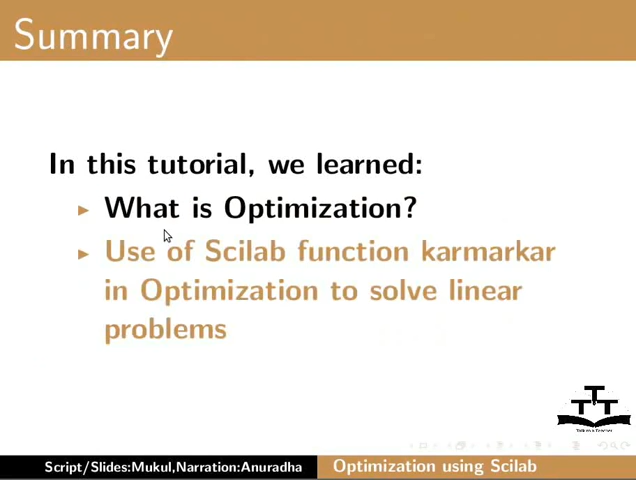 Summary
In this tutorial, we learned:
What is Optimization?
Use of Scilab function karmarkar
in Optimization to solve linear
problems
Script/Slides:Mukul,Narration:Anuradha
Optimization using Scilab